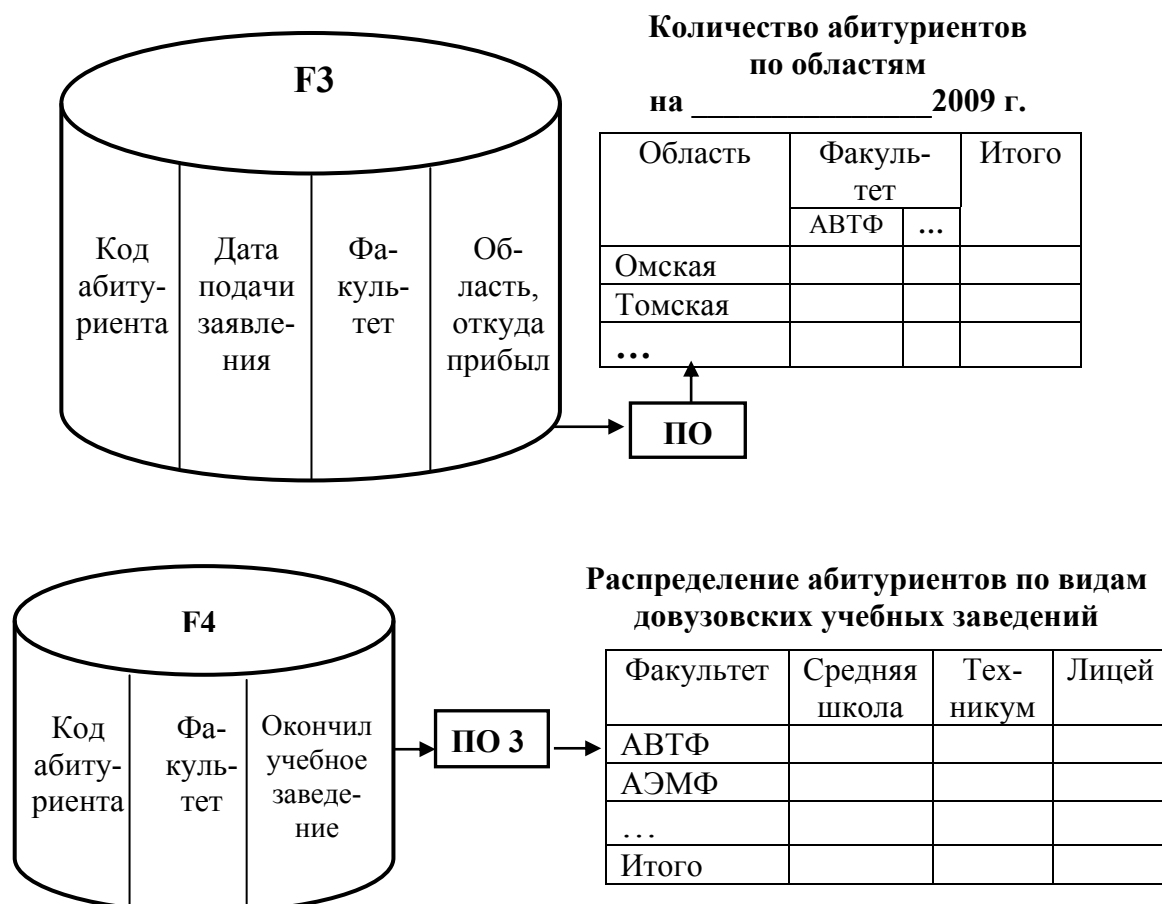 F3
Код
абиту-
риента
Дата
подачи
заявле-
ния
Фа-
куль-
тет
Об-
ласть,
откуда
прибыл
Количество абитуриентов
по областям
на _______________2009 г.
Область
Факуль-
тет
Итого
АВТФ
...
Омская
Томская
...
ПО
F4
Код
абиту-
риента
Фа-
куль-
тет
Окончил
учебное
заведе-
ние
ПО 3
Распределение абитуриентов по видам
довузовских учебных заведений
Факультет
Средняя
школа
Тех-
никум
Лицей
АВТФ
АЭМФ
...
Итого